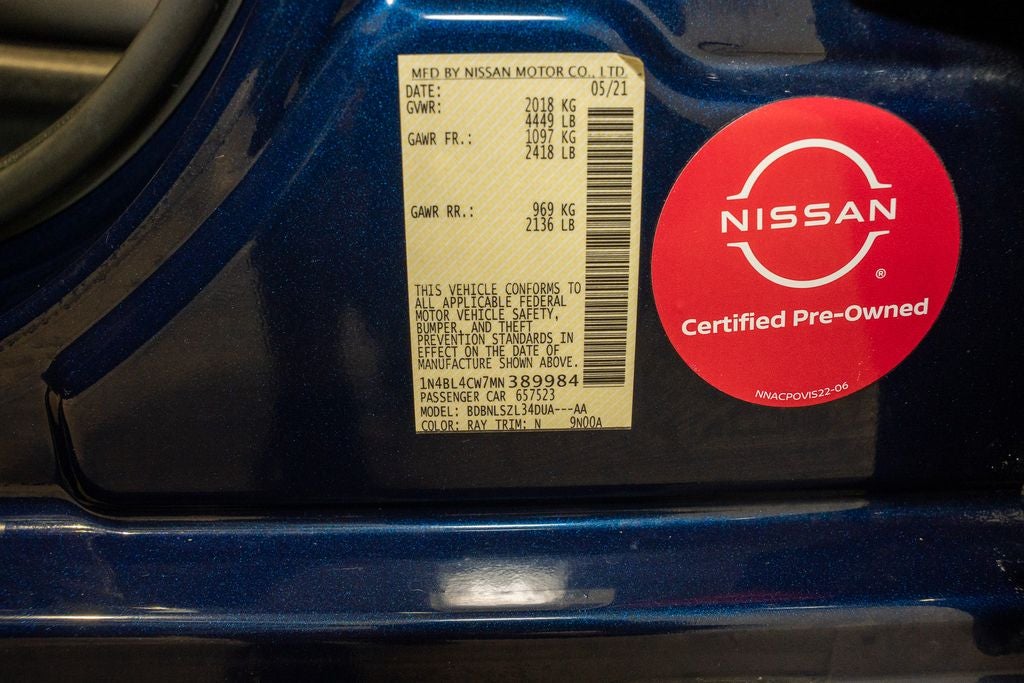 MFD BY NISSAN MOTOR CO., LTD.
DATE: 05/21
GVWR: 2018 KG
4449 LB
GAWR FR.: 1097 KG
2418 LB
GAWR RR.: 969 KG
2136 LB
THIS VEHICLE CONFORMS TO
ALL APPLICABLE FEDERAL
MOTOR VEHICLE SAFETY,
BUMPER, AND THEFT
PREVENTION STANDARDS IN
EFFECT ON THE DATE OF
MANUFACTURE SHOWN ABOVE.
1N4BL4CW7MN389984
PASSENGER CAR 657523
MODEL: BDBNLSZL34DUA---AA
COLOR: RAY TRIM: N 9N00A
NISSAN
®
Certified Pre-Owned
NNACPOVIS22-06